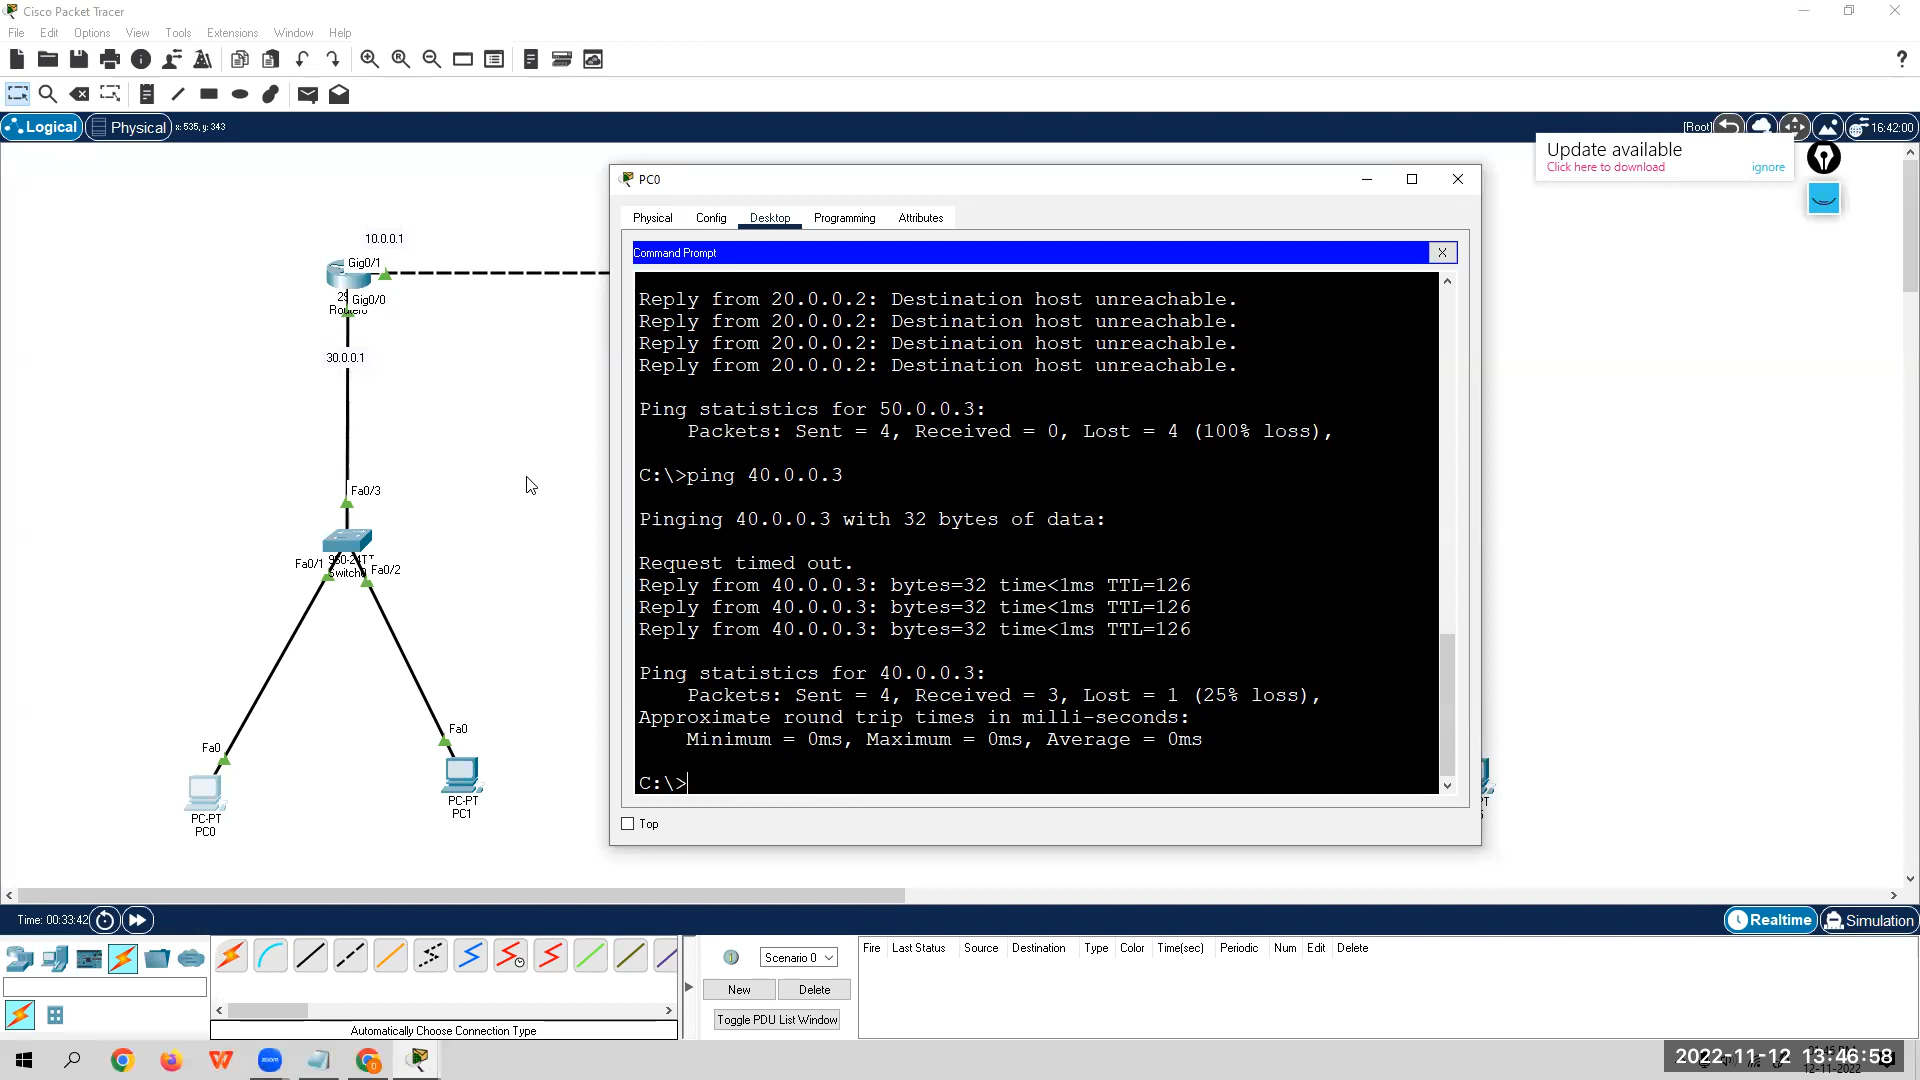 Cisco Packet Tracer
File Edit Options View Tools Extensions Window Help
Logical Physical x: 535, y: 343 [Root] 16:42:00
Update available
Click here to download ignore
PC0
Physical Config Desktop Programming Attributes
Command Prompt X
Reply from 20.0.0.2: Destination host unreachable.
Reply from 20.0.0.2: Destination host unreachable.
Reply from 20.0.0.2: Destination host unreachable.
Reply from 20.0.0.2: Destination host unreachable.
Ping statistics for 50.0.0.3:
Packets: Sent = 4, Received = 0, Lost = 4 (100% loss),
C:\>ping 40.0.0.3
Pinging 40.0.0.3 with 32 bytes of data:
Request timed out.
Reply from 40.0.0.3: bytes=32 time<1ms TTL=126
Reply from 40.0.0.3: bytes=32 time<1ms TTL=126
Reply from 40.0.0.3: bytes=32 time<1ms TTL=126
Ping statistics for 40.0.0.3:
Packets: Sent = 4, Received = 3, Lost = 1 (25% loss),
Approximate round trip times in milli-seconds:
Minimum = 0ms, Maximum = 0ms, Average = 0ms
C:\>
Top
10.0.0.1
Gig0/1
Gig0/0
30.0.0.1
Fa0/3
Fa0/1
Fa0/2
Fa0
Fa0
PC-PT
PC0
PC-PT
PC1
Time: 00:33:42 Realtime Simulation
Scenario 0
New Delete
Toggle PDU List Window
Fire Last Status Source Destination Type Color Time(sec) Periodic Num Edit Delete
Automatically Choose Connection Type
zoom
2022-11-12 13:46:58
12-11-2022